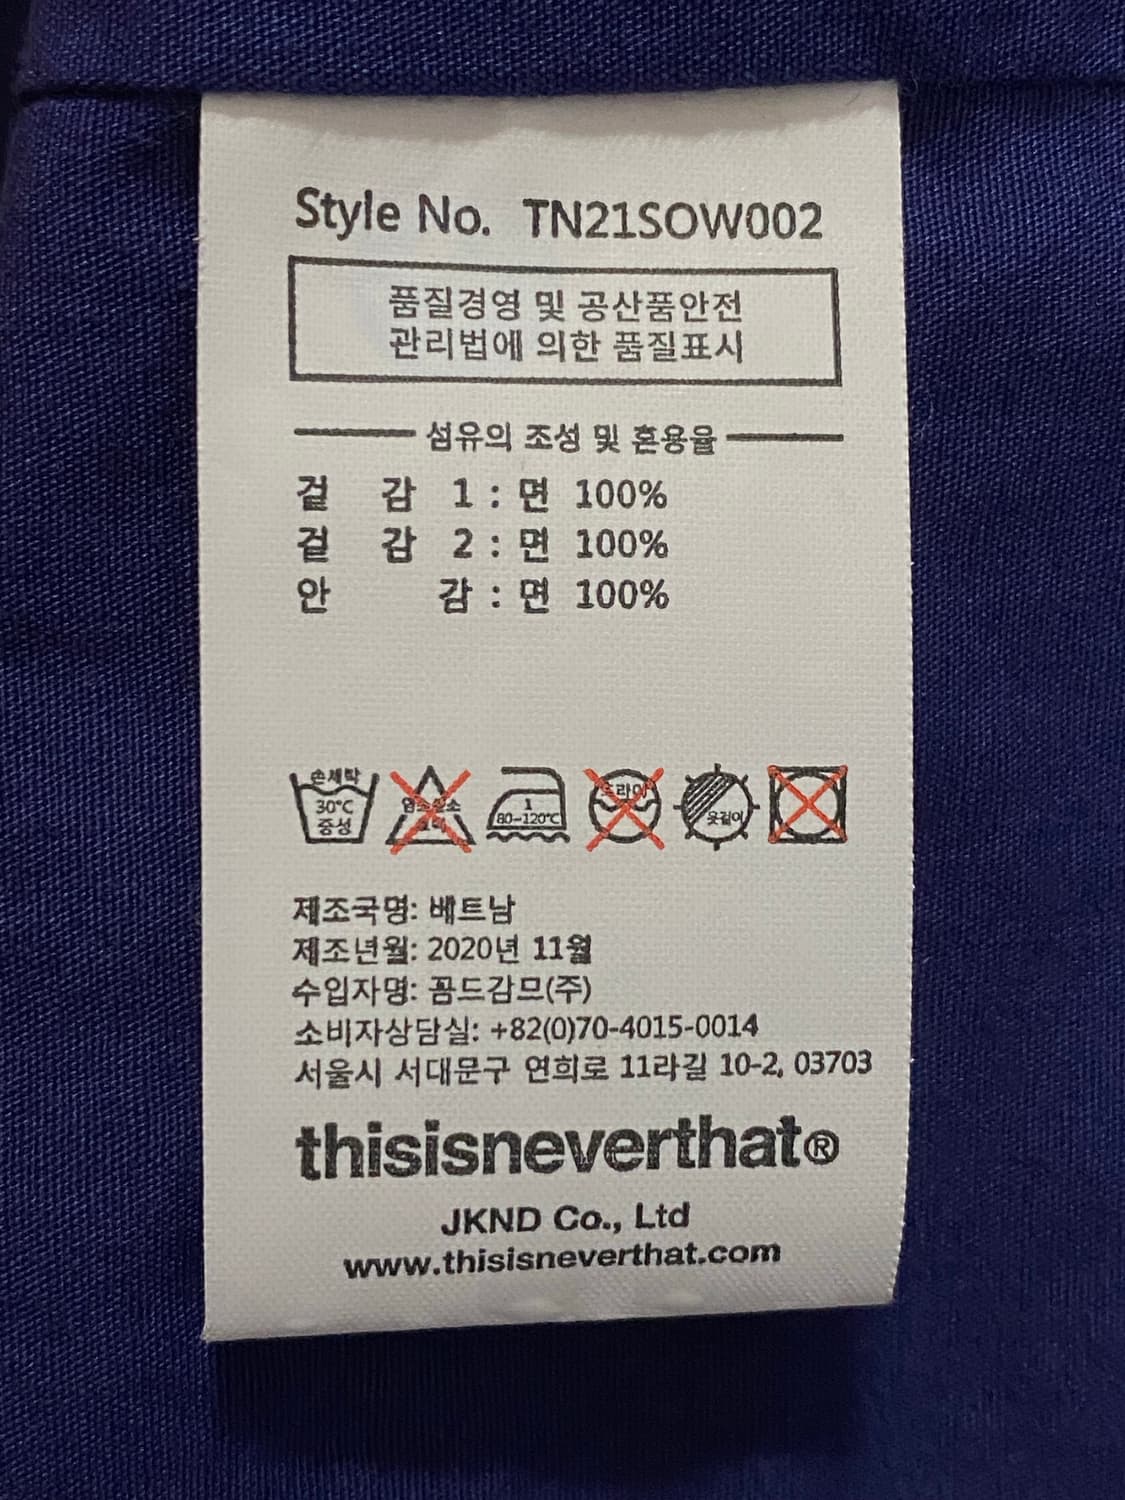 Style No. TN21SOW002
품질경영 및 공산품안전
관리법에 의한 품질표시
섬유의 조성 및 혼용율
겉 감 1 : 면 100%
겉 감 2 : 면 100%
안 감 : 면 100%
손세탁
30°C
중성
1
80~120°C
드라이
옷걸이
제조국명: 베트남
제조년월: 2020년 11월
수입자명: 꼼드감므(주)
소비자상담실: +82(0)70-4015-0014
서울시 서대문구 연희로 11라길 10-2, 03703
thisisneverthat®
JKND Co., Ltd
www.thisisneverthat.com